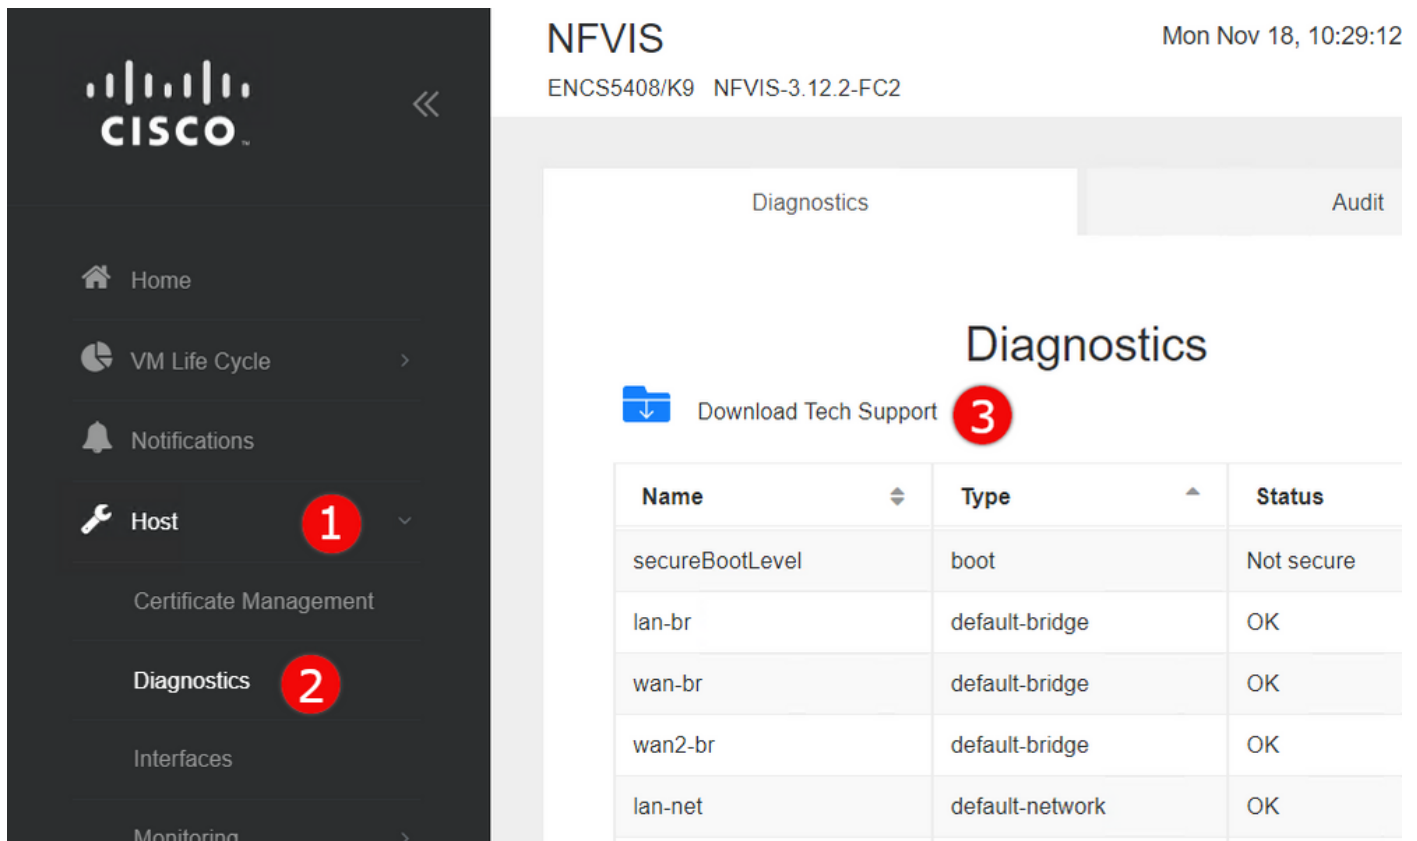 CISCO
NFVIS
Mon Nov 18, 10:29:12
ENCS5408/K9 NFVIS-3.12.2-FC2
Diagnostics
Audit
Home
VM Life Cycle
Notifications
Host
1
Certificate Management
Diagnostics
2
Interfaces
Monitoring
Diagnostics
Download Tech Support
3
Name Type Status
secureBootLevel boot Not secure
lan-br default-bridge OK
wan-br default-bridge OK
wan2-br default-bridge OK
lan-net default-network OK